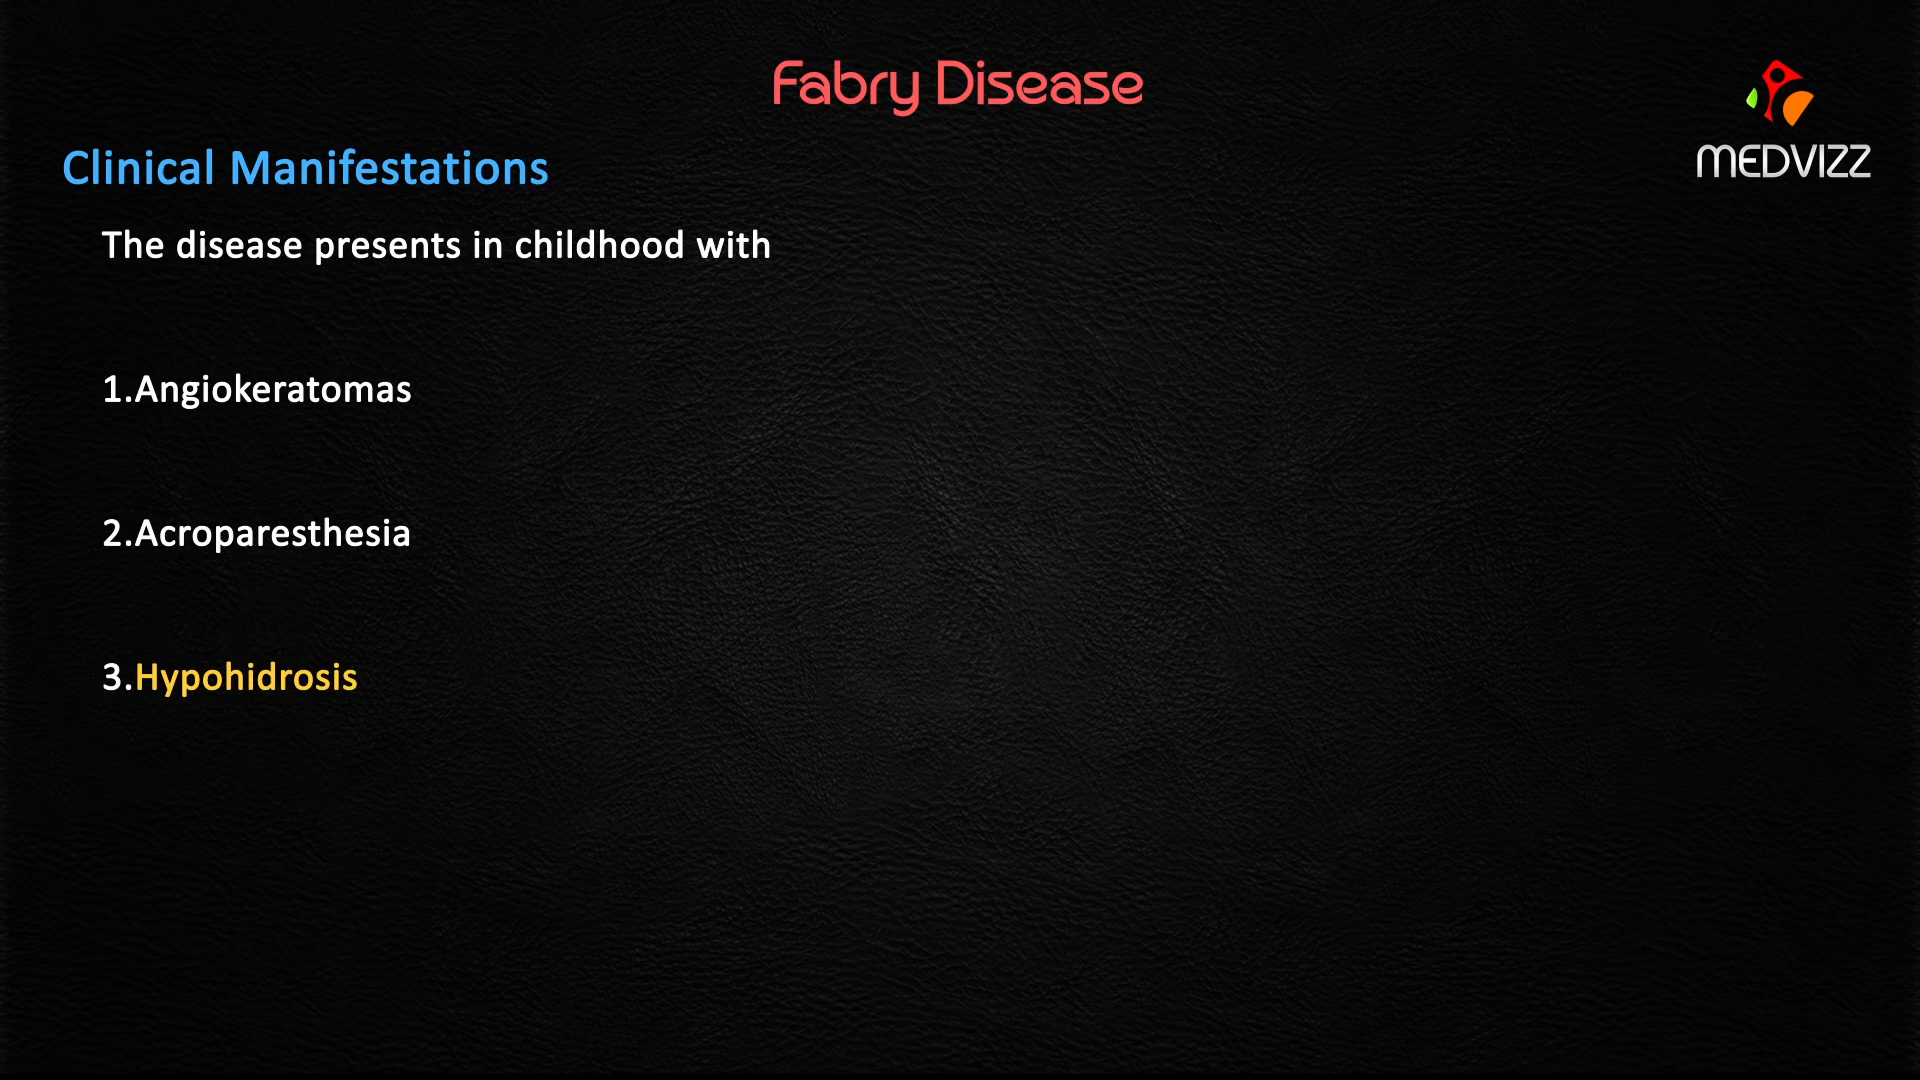 Fabry Disease
MEDVIZZ
Clinical Manifestations
The disease presents in childhood with
1.Angiokeratomas
2.Acroparesthesia
3.Hypohidrosis